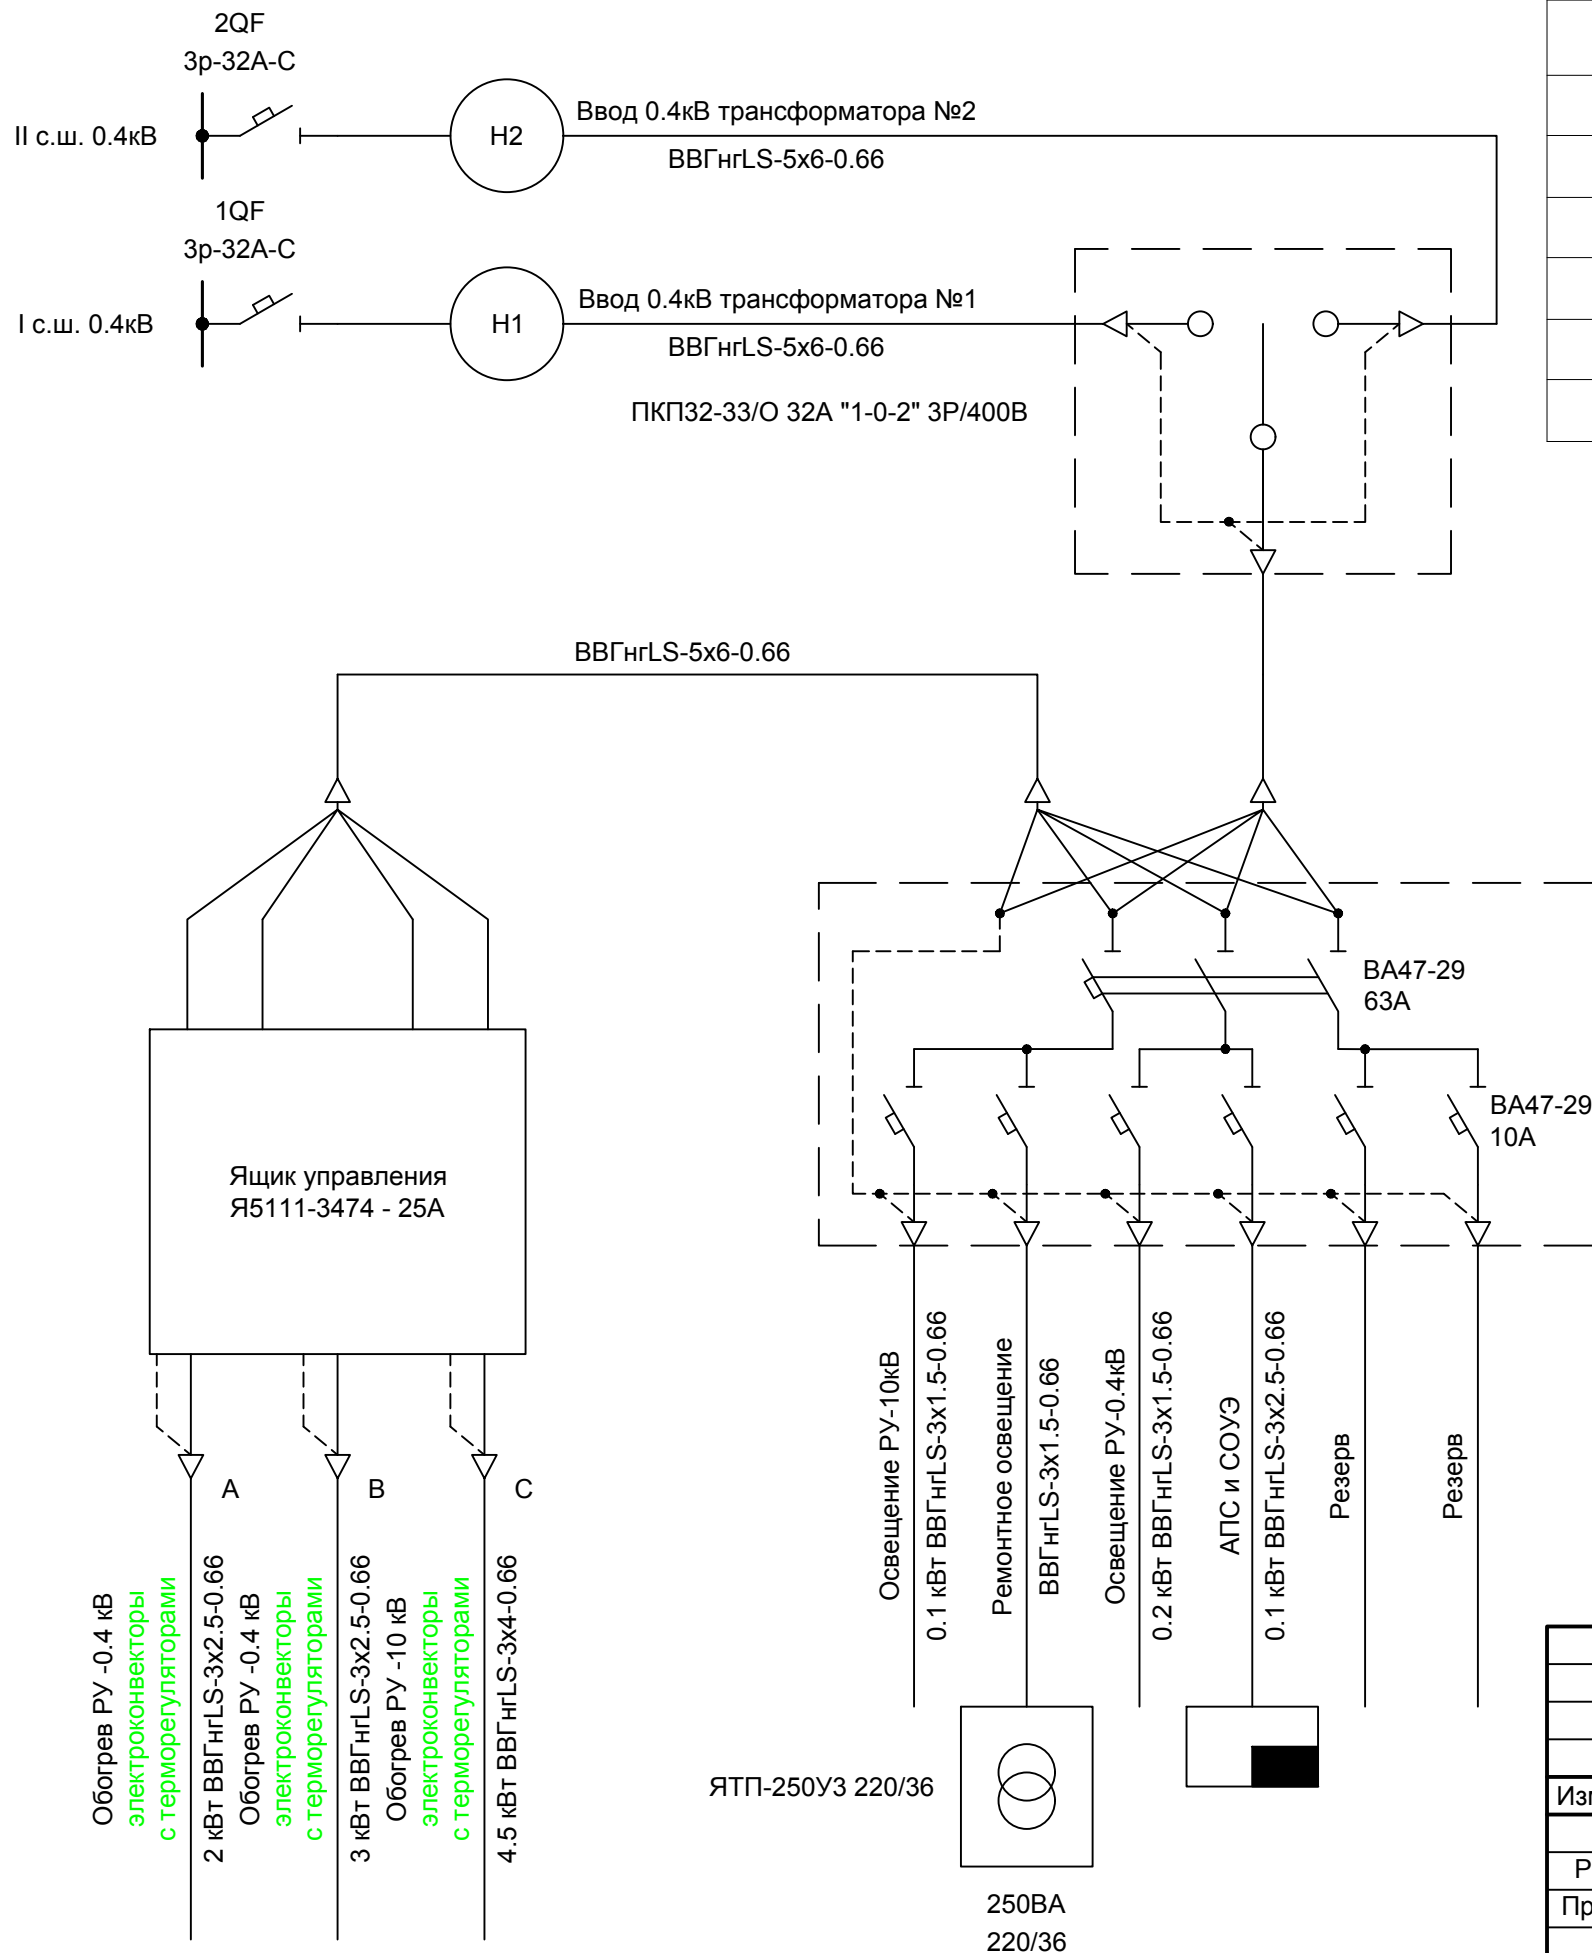 2QF
3р-32А-С
II с.ш. 0.4кВ
Н2
Ввод 0.4кВ трансформатора №2
ВВГнгLS-5х6-0.66
1QF
3р-32А-С
I с.ш. 0.4кВ
Н1
Ввод 0.4кВ трансформатора №1
ВВГнгLS-5х6-0.66
ПКП32-33/О 32А "1-0-2" 3Р/400В
ВВГнгLS-5х6-0.66
ВА47-29
63А
ВА47-29
10А
Ящик управления
Я5111-3474 - 25А
А
В
С
Обогрев РУ -0.4 кВ
электроконвекторы
с терморегуляторами
2 кВт ВВГнгLS-3х2.5-0.66
Обогрев РУ -0.4 кВ
электроконвекторы
с терморегуляторами
3 кВт ВВГнгLS-3х2.5-0.66
Обогрев РУ -10 кВ
электроконвекторы
с терморегуляторами
4.5 кВт ВВГнгLS-3х4-0.66
Освещение РУ-10кВ
0.1 кВт ВВГнгLS-3х1.5-0.66
Ремонтное освещение
ВВГнгLS-3х1.5-0.66
Освещение РУ-0.4кВ
0.2 кВт ВВГнгLS-3х1.5-0.66
АПС и СОУЭ
0.1 кВт ВВГнгLS-3х2.5-0.66
Резерв
Резерв
ЯТП-250У3 220/36
250ВА
220/36